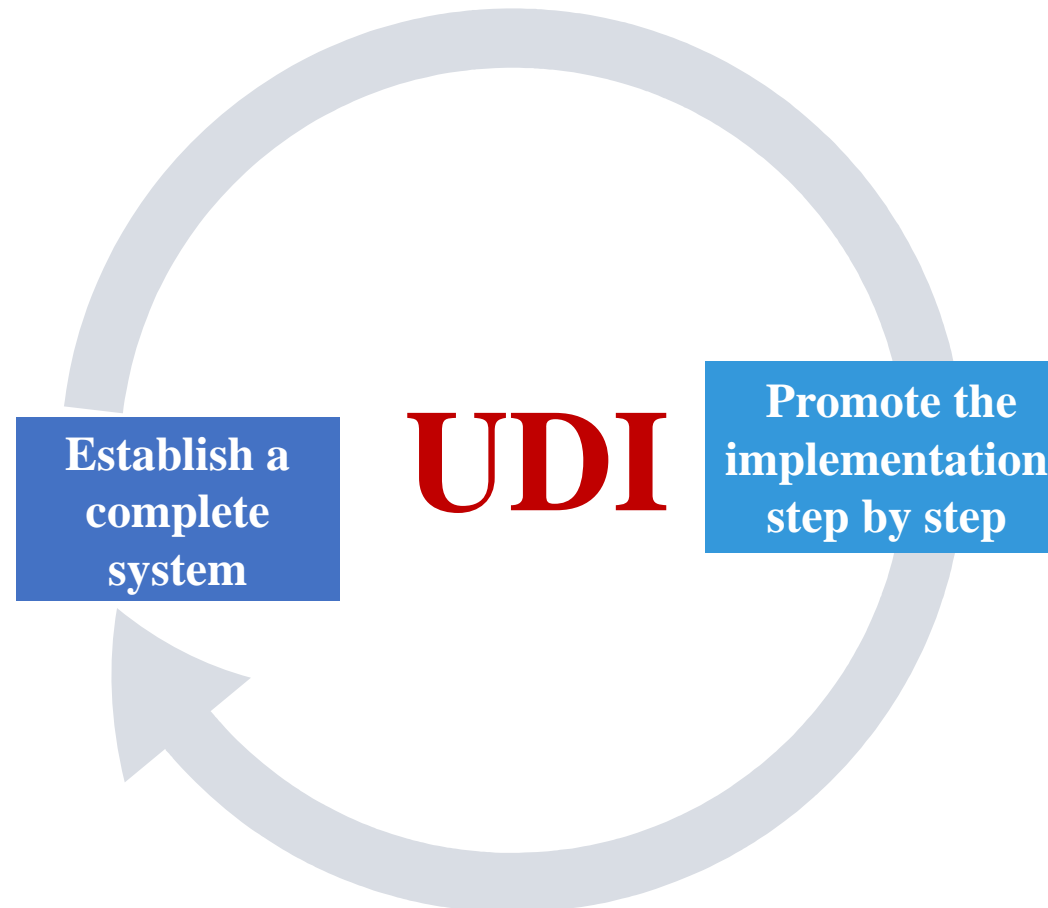 Establish a
complete
system
UDI
Promote the
implementation
step by step